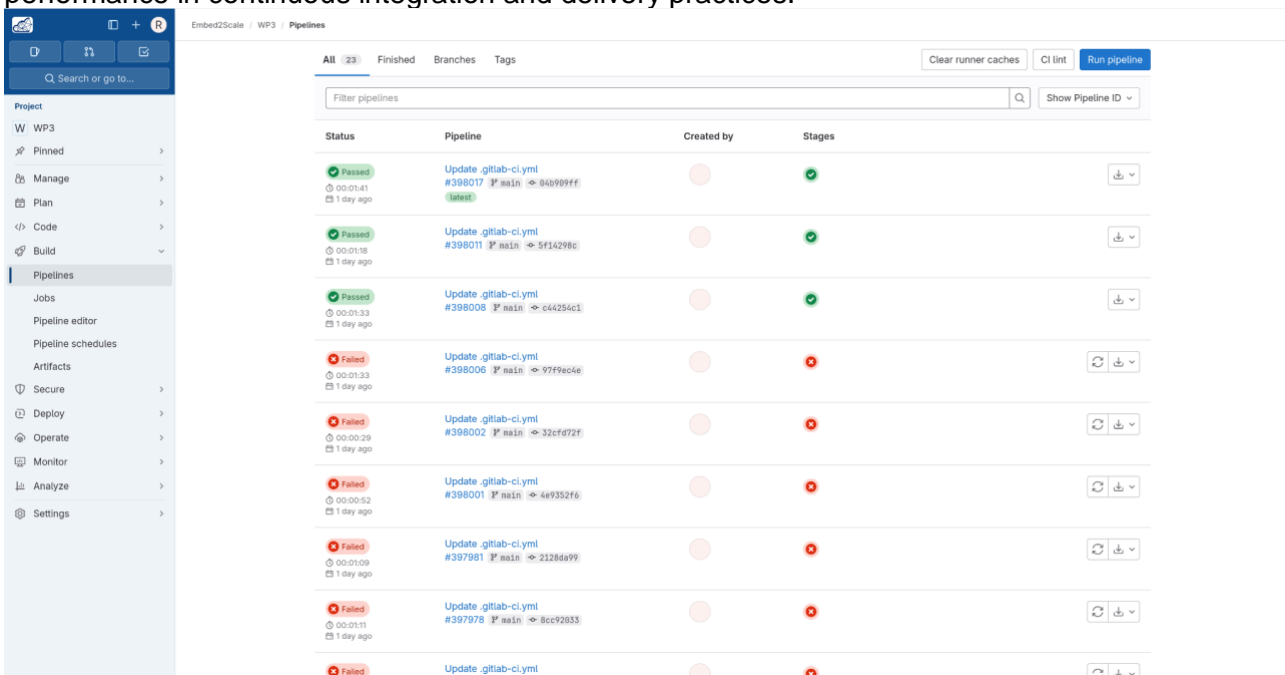 performance in continuous integration and delivery practices.
R
Embed2Scale / WP3 / Pipelines
Search or go to...
Project
W WP3
Pinned
Manage
Plan
Code
Build
Pipelines
Jobs
Pipeline editor
Pipeline schedules
Artifacts
Secure
Deploy
Operate
Monitor
Analyze
Settings
All 23 Finished Branches Tags
Clear runner caches CI lint Run pipeline
Filter pipelines
Show Pipeline ID
Status Pipeline Created by Stages
Passed
00:01:41
1 day ago
Update .gitlab-ci.yml
#398017 main 04b909ff
latest
Passed
00:01:18
1 day ago
Update .gitlab-ci.yml
#398011 main 5f14298c
Passed
00:01:33
1 day ago
Update .gitlab-ci.yml
#398008 main c44254c1
Failed
00:01:33
1 day ago
Update .gitlab-ci.yml
#398006 main 97f9ec4e
Failed
00:00:29
1 day ago
Update .gitlab-ci.yml
#398002 main 32cfd72f
Failed
00:00:52
1 day ago
Update .gitlab-ci.yml
#398001 main 4e9352f6
Failed
00:01:09
1 day ago
Update .gitlab-ci.yml
#397981 main 2128da99
Failed
00:01:11
1 day ago
Update .gitlab-ci.yml
#397978 main 8cc92033
Failed
Update .gitlab-ci.yml